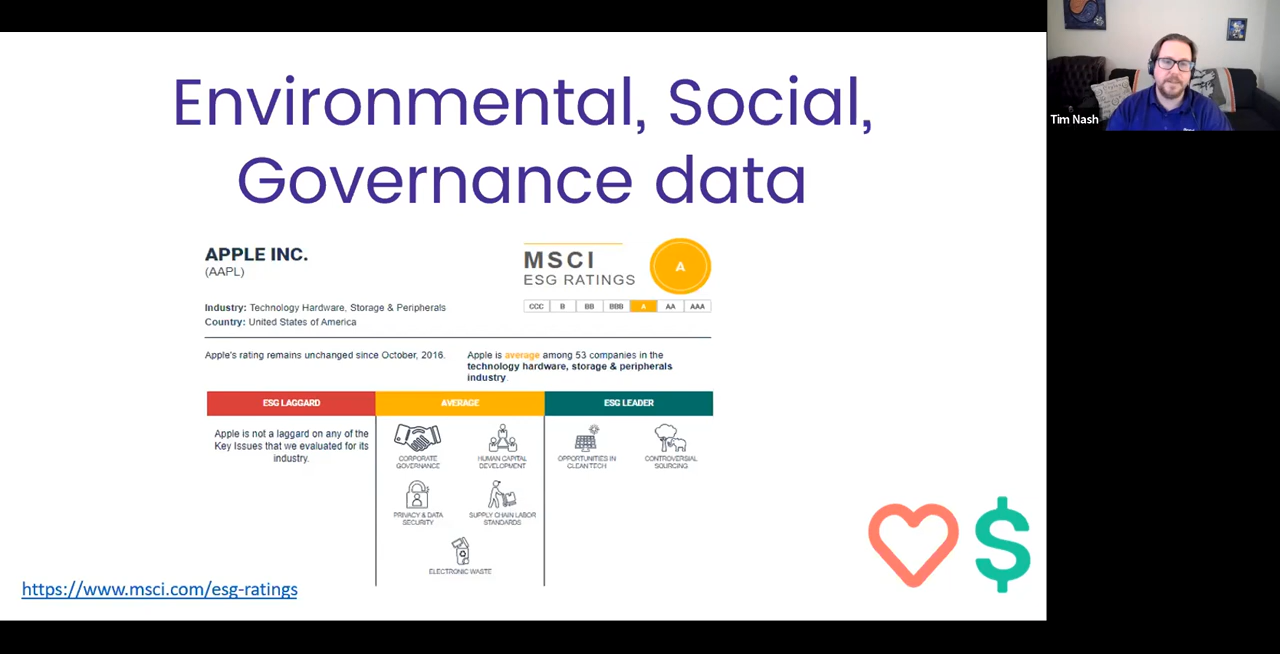 Environmental, Social,
Governance data
APPLE INC.
(AAPL)
Industry: Technology Hardware, Storage & Peripherals
Country: United States of America
MSCI
ESG RATINGS
A
CCC B BB BBB A AA AAA
Apple's rating remains unchanged since October, 2016.
Apple is average among 53 companies in the
technology hardware, storage & peripherals
industry.
ESG LAGGARD
AVERAGE
ESG LEADER
Apple is not a laggard on any of the
Key Issues that we evaluated for its
industry.
CORPORATE
GOVERNANCE
HUMAN CAPITAL
DEVELOPMENT
PRIVACY & DATA
SECURITY
SUPPLY CHAIN LABOR
STANDARDS
ELECTRONIC WASTE
OPPORTUNITIES IN
CLEAN TECH
CONTROVERSIAL
SOURCING
https://www.msci.com/esg-ratings
$
Tim Nash